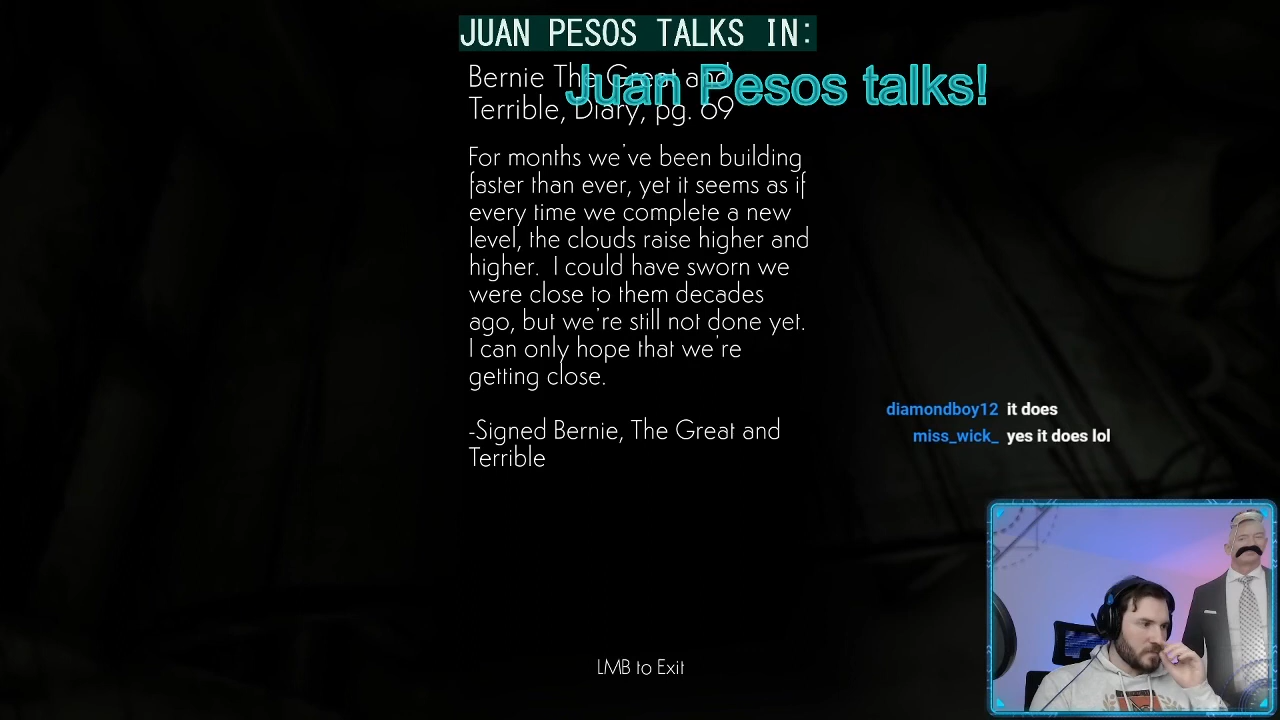 JUAN PESOS TALKS IN:
Juan Pesos talks!
Bernie The Great and
Terrible, Diary, pg. 69
For months we've been building
faster than ever, yet it seems as if
every time we complete a new
level, the clouds raise higher and
higher.  I could have sworn we
were close to them decades
ago, but we're still not done yet.
I can only hope that we're
getting close.
-Signed Bernie, The Great and
Terrible
diamondboy12 it does
miss_wick_ yes it does lol
LMB to Exit